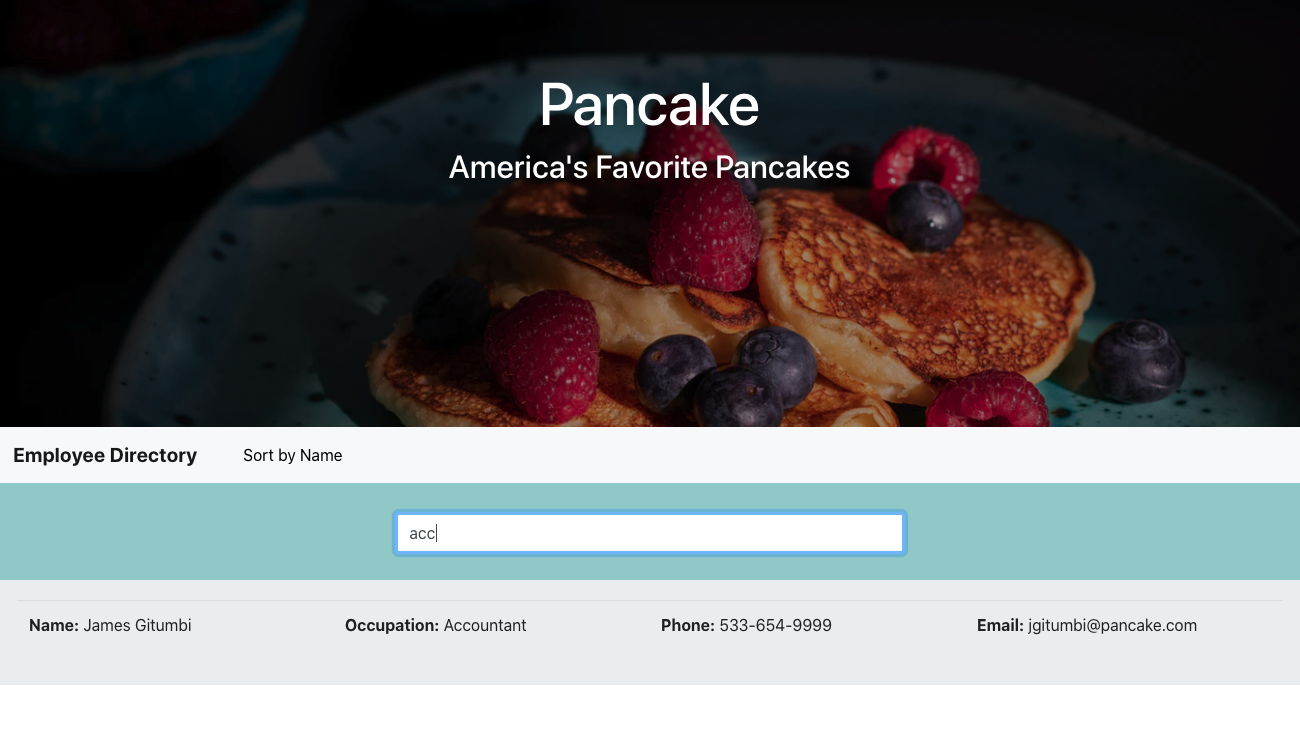 Pancake
America's Favorite Pancakes
Employee Directory Sort by Name
acc
Name: James Gitumbi Occupation: Accountant Phone: 533-654-9999 Email: jgitumbi@pancake.com